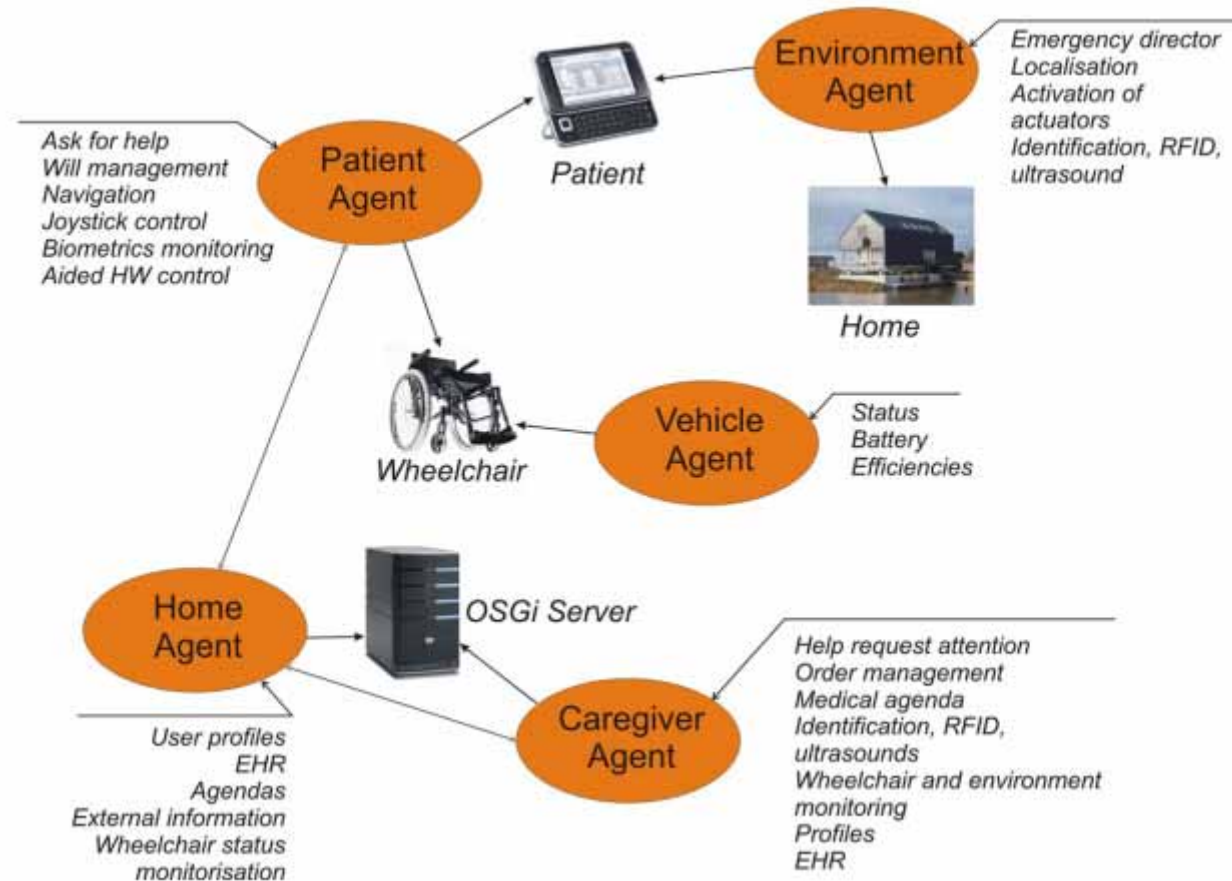 Environment
Agent
Emergency director
Localisation
Activation of
actuators
Identification, RFID,
ultrasound
Patient
Agent
Ask for help
Will management
Navigation
Joystick control
Biometrics monitoring
Aided HW control
Patient
Home
Wheelchair
Vehicle
Agent
Status
Battery
Efficiencies
Home
Agent
OSGi Server
User profiles
EHR
Agendas
External information
Wheelchair status
monitorisation
Caregiver
Agent
Help request attention
Order management
Medical agenda
Identification, RFID,
ultrasounds
Wheelchair and environment
monitoring
Profiles
EHR